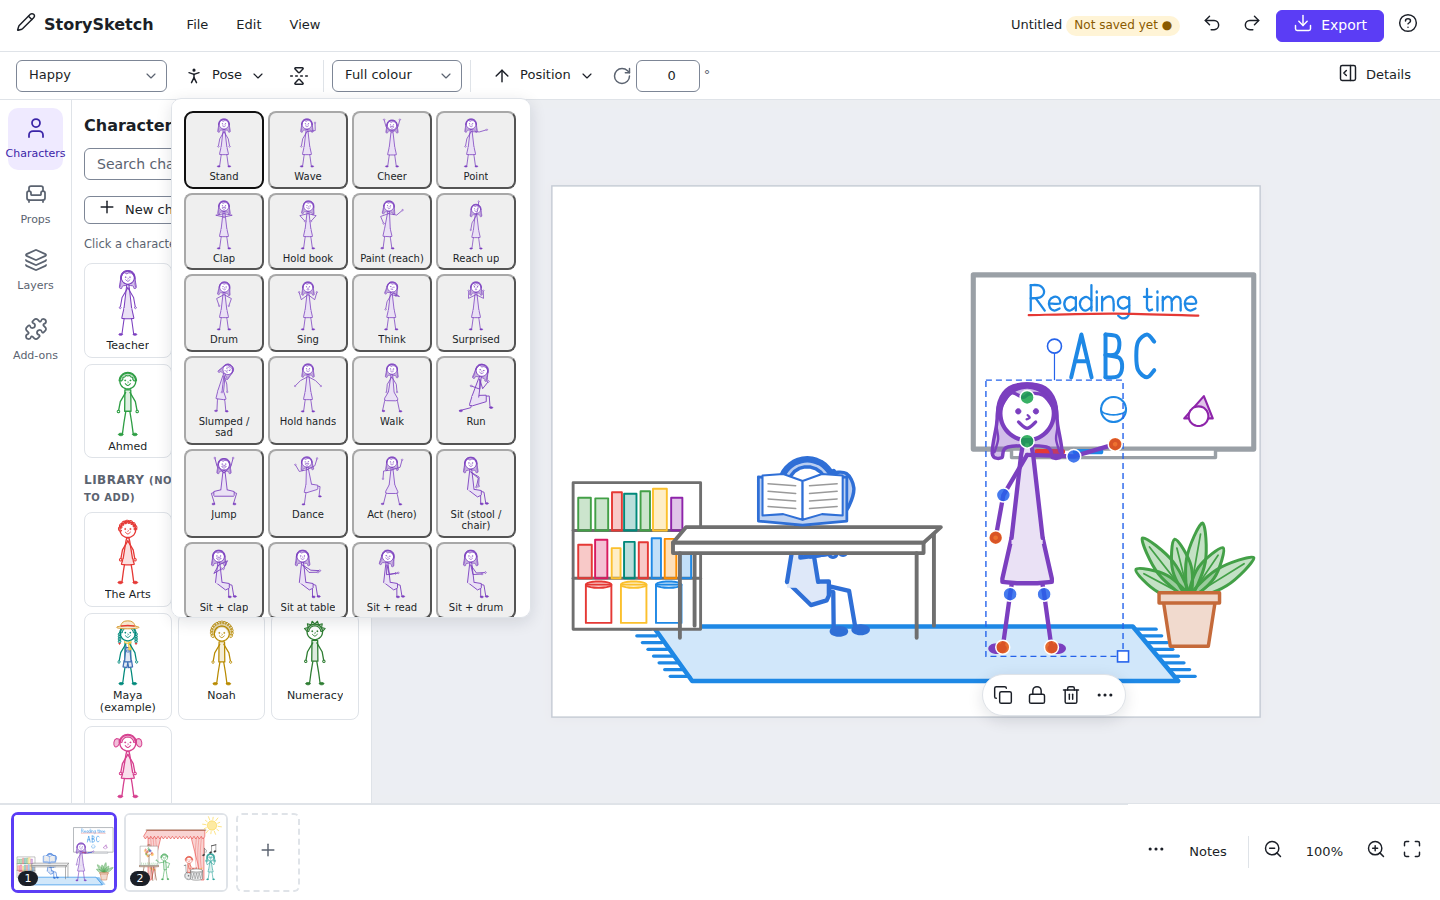 StorySketch
File
Edit
View
Untitled
Not saved yet
Export
Happy
Pose
Full colour
Position
0
°
Details
Characters
Props
Layers
Add-ons
Character
Search cha
New ch
Click a characte
Teacher
Ahmed
LIBRARY (NO
TO ADD)
The Arts
Maya
(example)
Noah
Numeracy
Stand
Wave
Cheer
Point
Clap
Hold book
Paint (reach)
Reach up
Drum
Sing
Think
Surprised
Slumped /
sad
Hold hands
Walk
Run
Jump
Dance
Act (hero)
Sit (stool /
chair)
Sit + clap
Sit at table
Sit + read
Sit + drum
Reading time
ABC
Reading time
ABC
1
2
Notes
100%